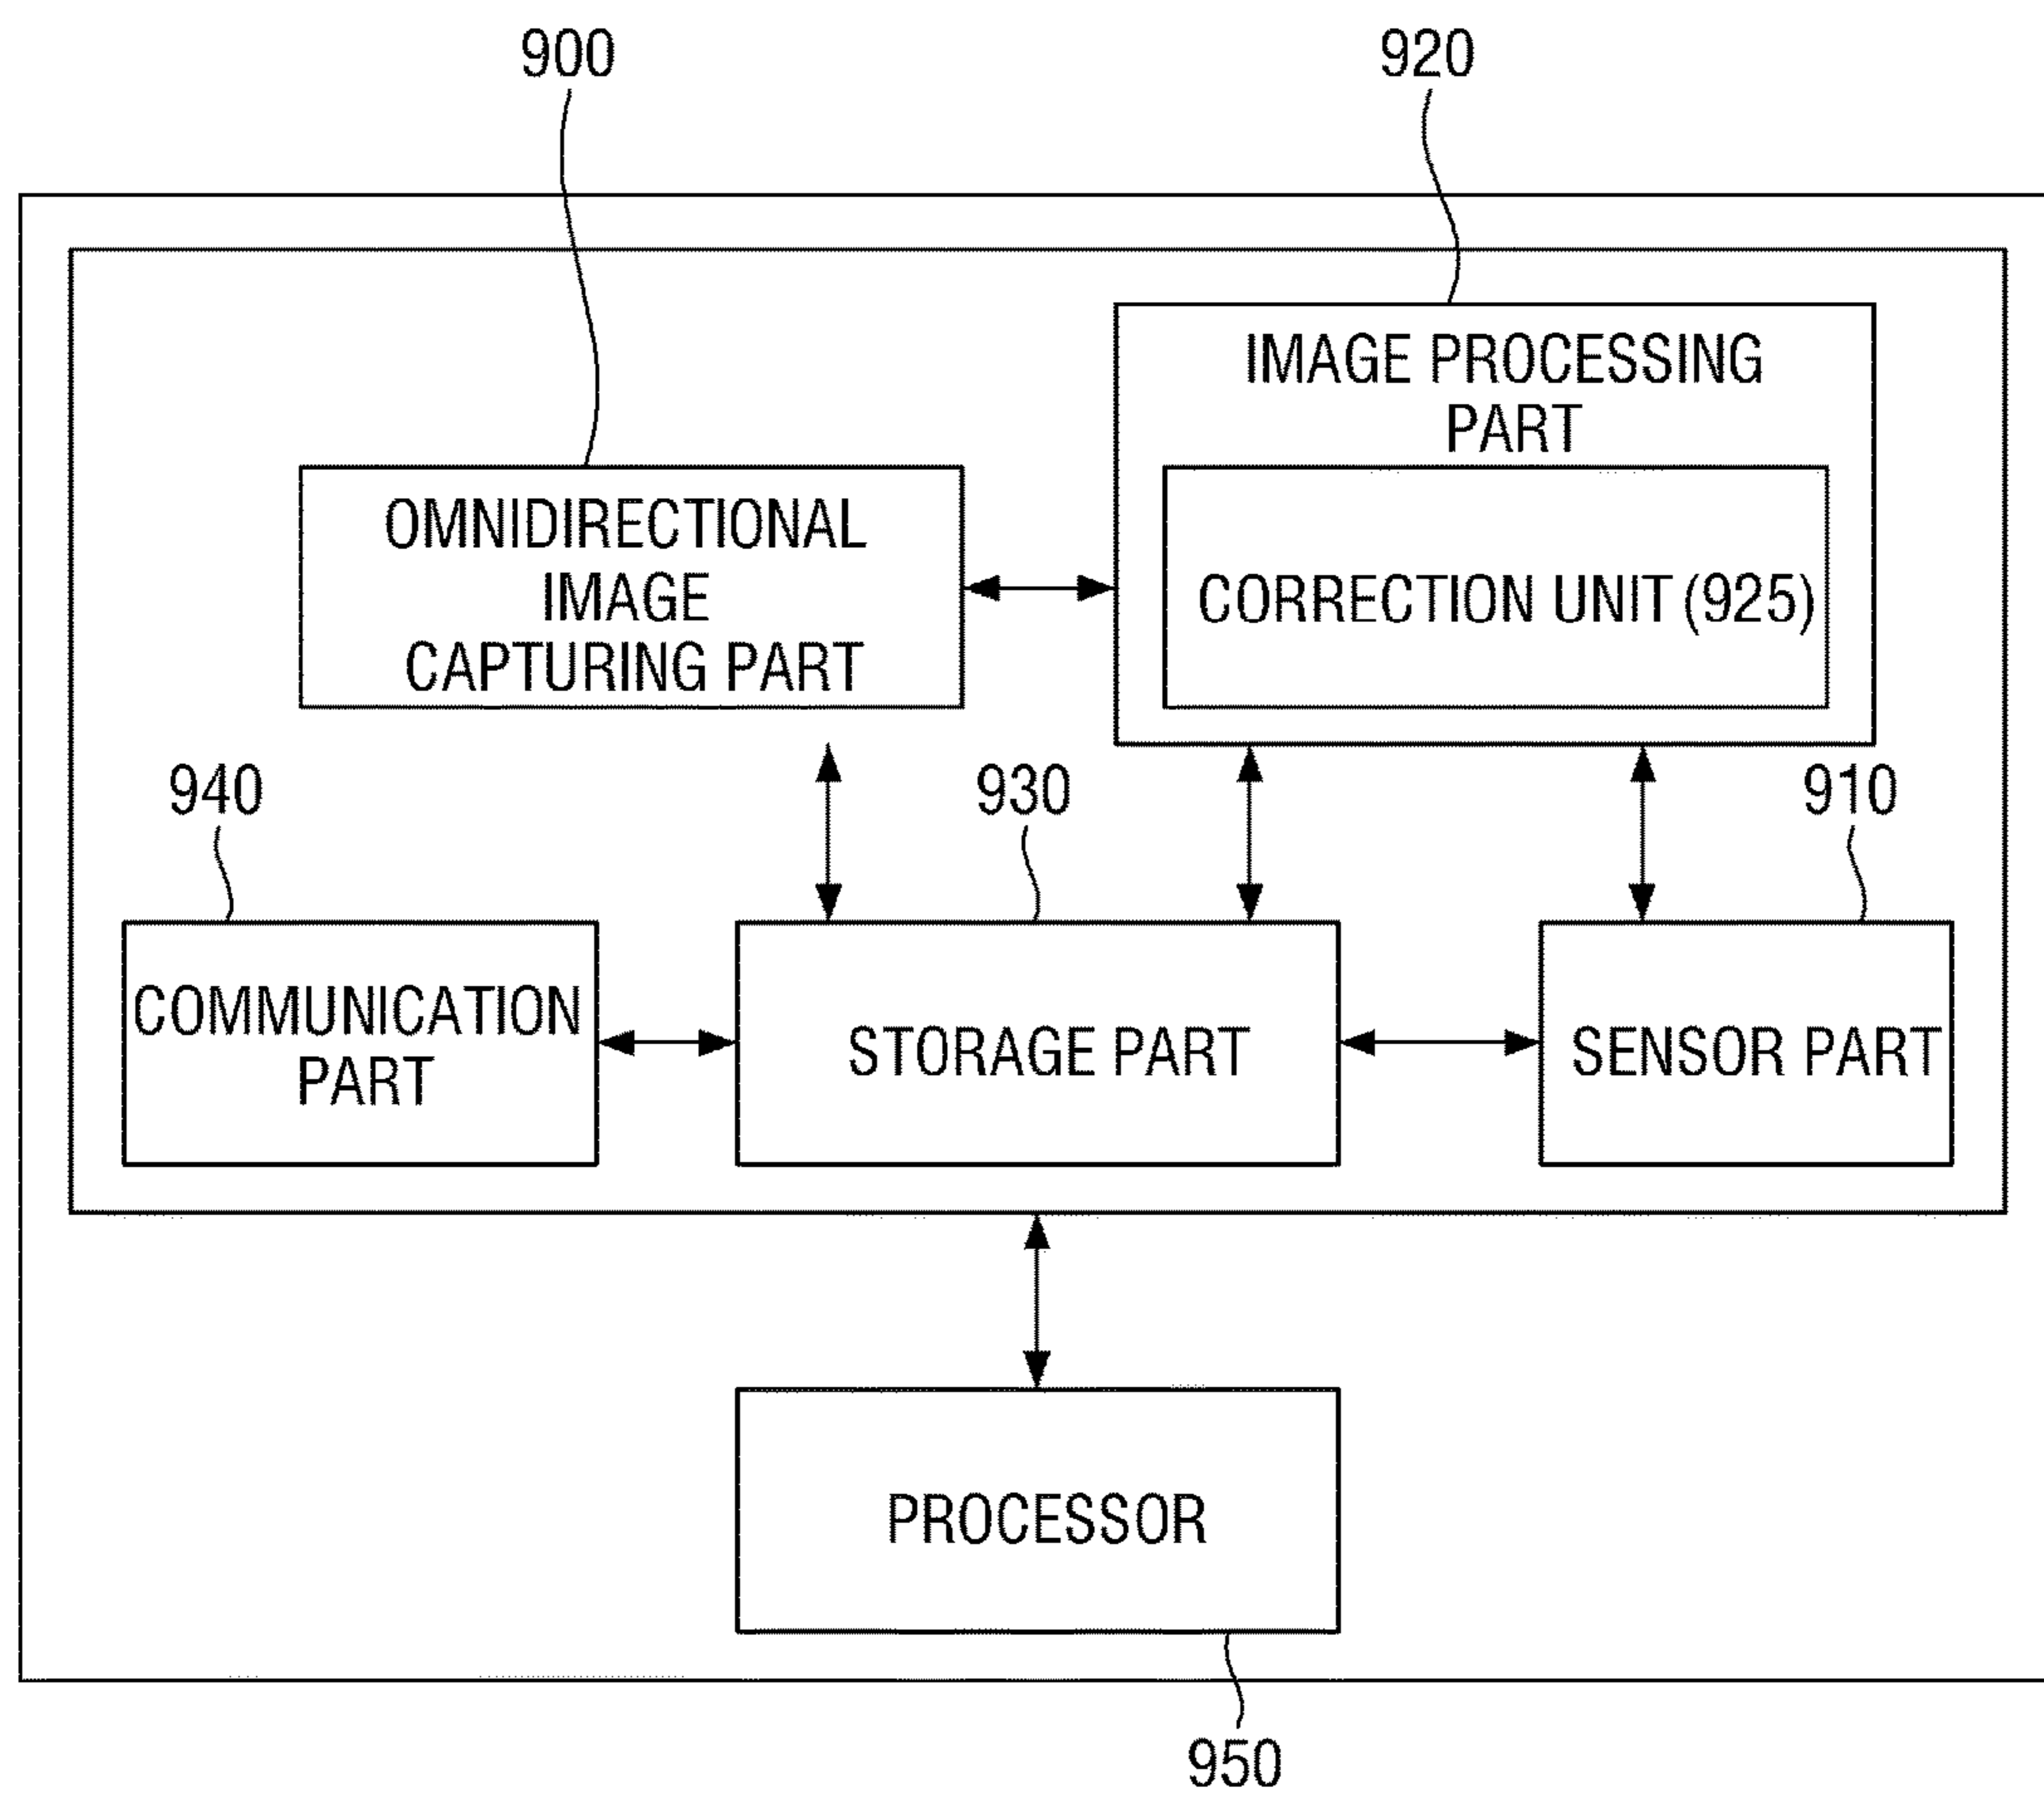 900
920
IMAGE PROCESSING
PART
OMNIDIRECTIONAL
IMAGE
CAPTURING PART
CORRECTION UNIT (925)
940
930
910
COMMUNICATION
PART
STORAGE PART
SENSOR PART
PROCESSOR
950